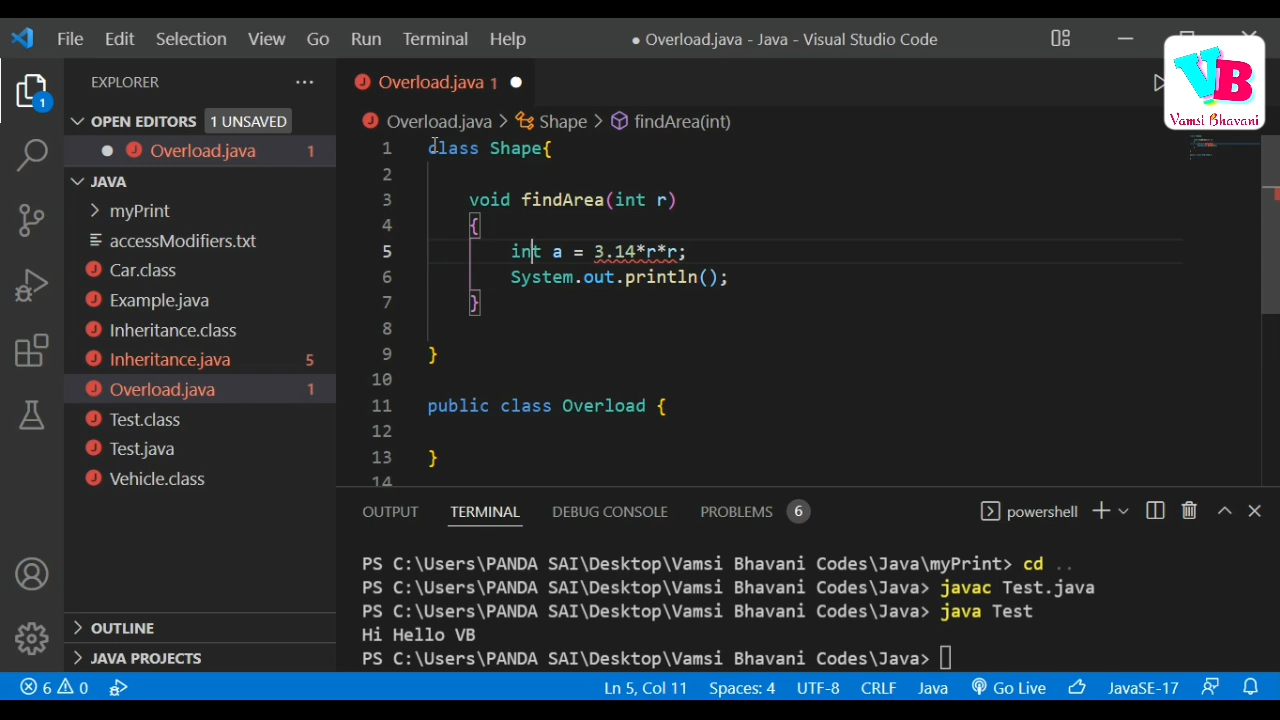 File Edit Selection View Go Run Terminal Help
● Overload.java - Java - Visual Studio Code
VB
Vamsi Bhavani
EXPLORER
OPEN EDITORS 1 UNSAVED
Overload.java 1
JAVA
myPrint
accessModifiers.txt
Car.class
Example.java
Inheritance.class
Inheritance.java 5
Overload.java 1
Test.class
Test.java
Vehicle.class
OUTLINE
JAVA PROJECTS
1
Overload.java 1
Overload.java > Shape > findArea(int)
1 class Shape{
2
3 void findArea(int r)
4 {
5 int a = 3.14*r*r;
6 System.out.println();
7 }
8
9 }
10
11 public class Overload {
12
13 }
14
OUTPUT TERMINAL DEBUG CONSOLE PROBLEMS 6 powershell
PS C:\Users\PANDA SAI\Desktop\Vamsi Bhavani Codes\Java\myPrint> cd ..
PS C:\Users\PANDA SAI\Desktop\Vamsi Bhavani Codes\Java> javac Test.java
PS C:\Users\PANDA SAI\Desktop\Vamsi Bhavani Codes\Java> java Test
Hi Hello VB
PS C:\Users\PANDA SAI\Desktop\Vamsi Bhavani Codes\Java>
6 0 Ln 5, Col 11 Spaces: 4 UTF-8 CRLF Java Go Live JavaSE-17